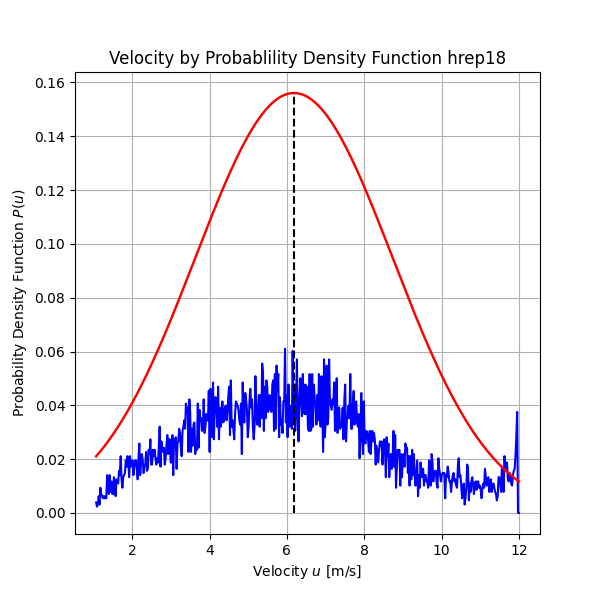 Velocity by Probablility Density Function hrep18
Probability Density Function P(u)
0.16
0.14
0.12
0.10
0.08
0.06
0.04
0.02
0.00
2 4 6 8 10 12
Velocity u [m/s]